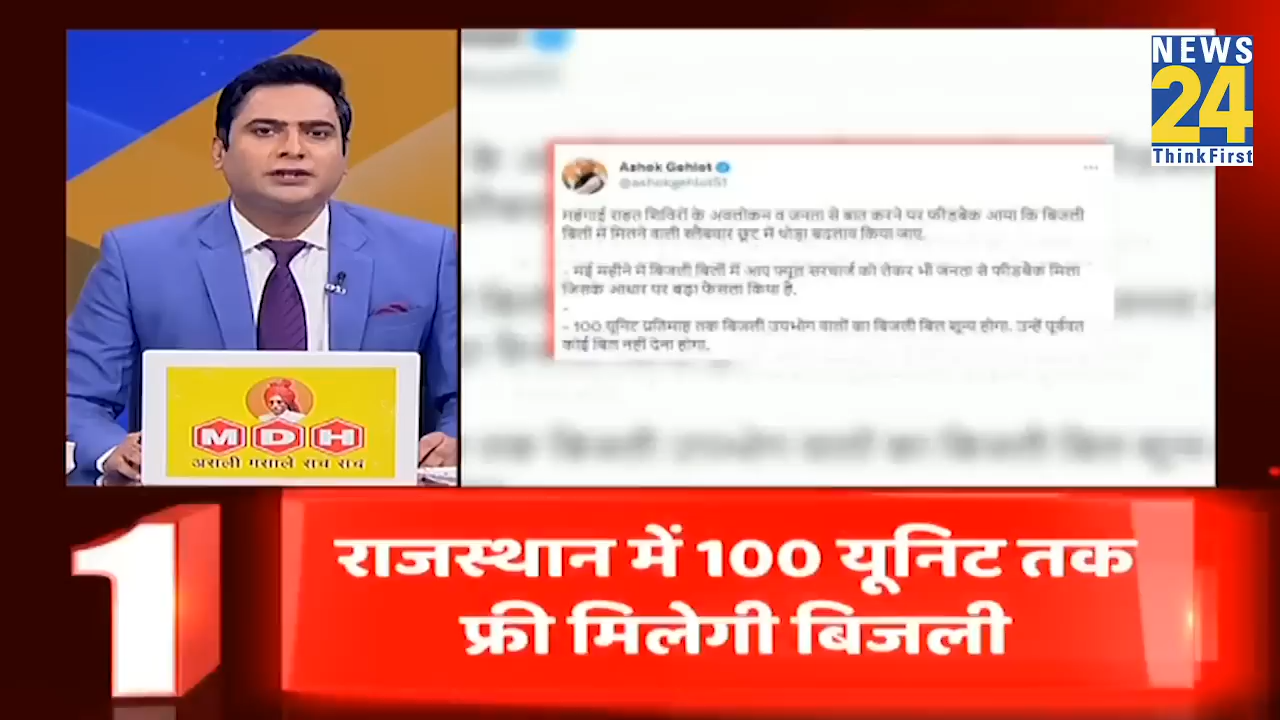 NEWS
24
ThinkFirst
Ashok Gehlot
@ashokgehlot51
महंगाई राहत शिविरों के अवलोकन व जनता से बात करने पर फीडबैक आया कि बिजली
बिलों में मिलने वाली स्लैबवार छूट में थोड़ा बदलाव किया जाए.
- मई महीने में बिजली बिलों में आए फ्यूल सरचार्ज को लेकर भी जनता से फीडबैक मिला
जिसके आधार पर बड़ा फैसला किया है.
-
- 100 यूनिट प्रतिमाह तक बिजली उपभोग वालों का बिजली बिल शून्य होगा. उन्हें पूर्ववत
कोई बिल नहीं देना होगा.
MDH
असली मसाले सच सच
1
राजस्थान में 100 यूनिट तक
फ्री मिलेगी बिजली